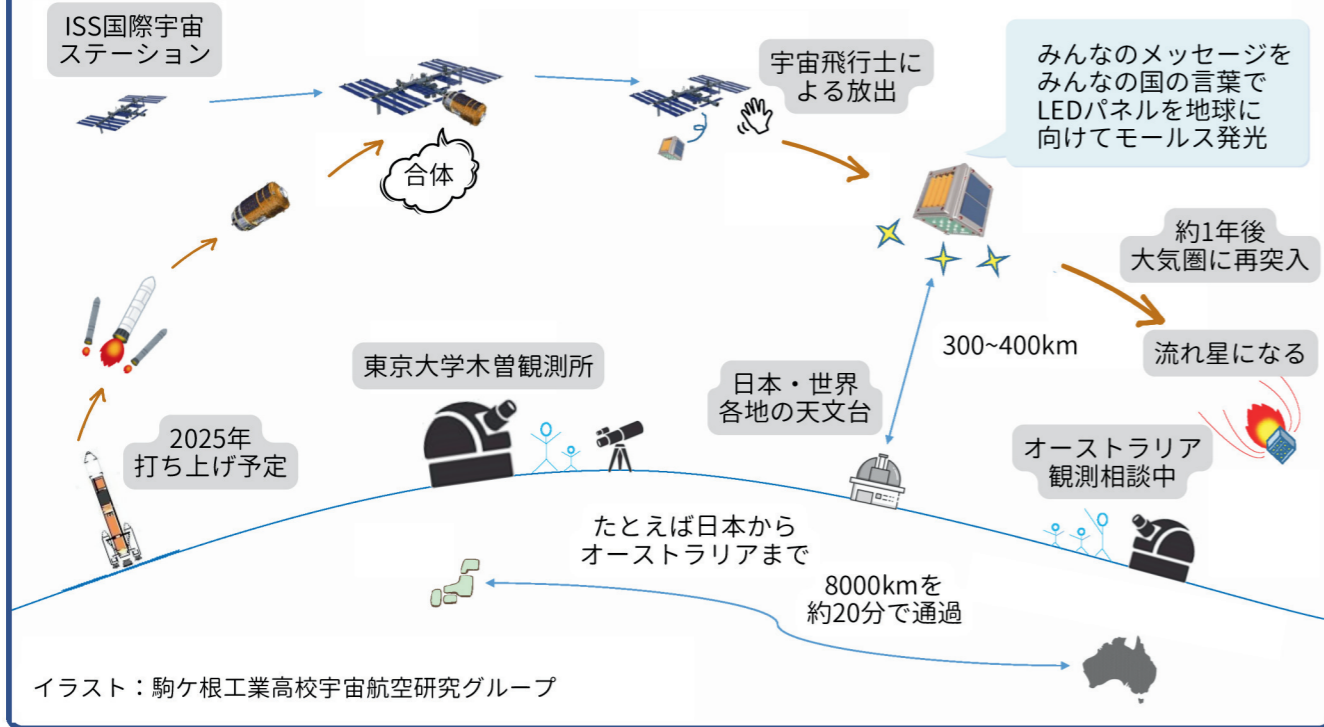 ISS国際宇宙
ステーション
宇宙飛行士に
よる放出
みんなのメッセージを
みんなの国の言葉で
LEDパネルを地球に
向けてモールス発光
合体
約1年後
大気圏に再突入
300~400km
流れ星になる
東京大学木曽観測所
日本・世界
各地の天文台
2025年
打ち上げ予定
オーストラリア
観測相談中
たとえば日本から
オーストラリアまで
8000kmを
約20分で通過
イラスト：駒ケ根工業高校宇宙航空研究グループ